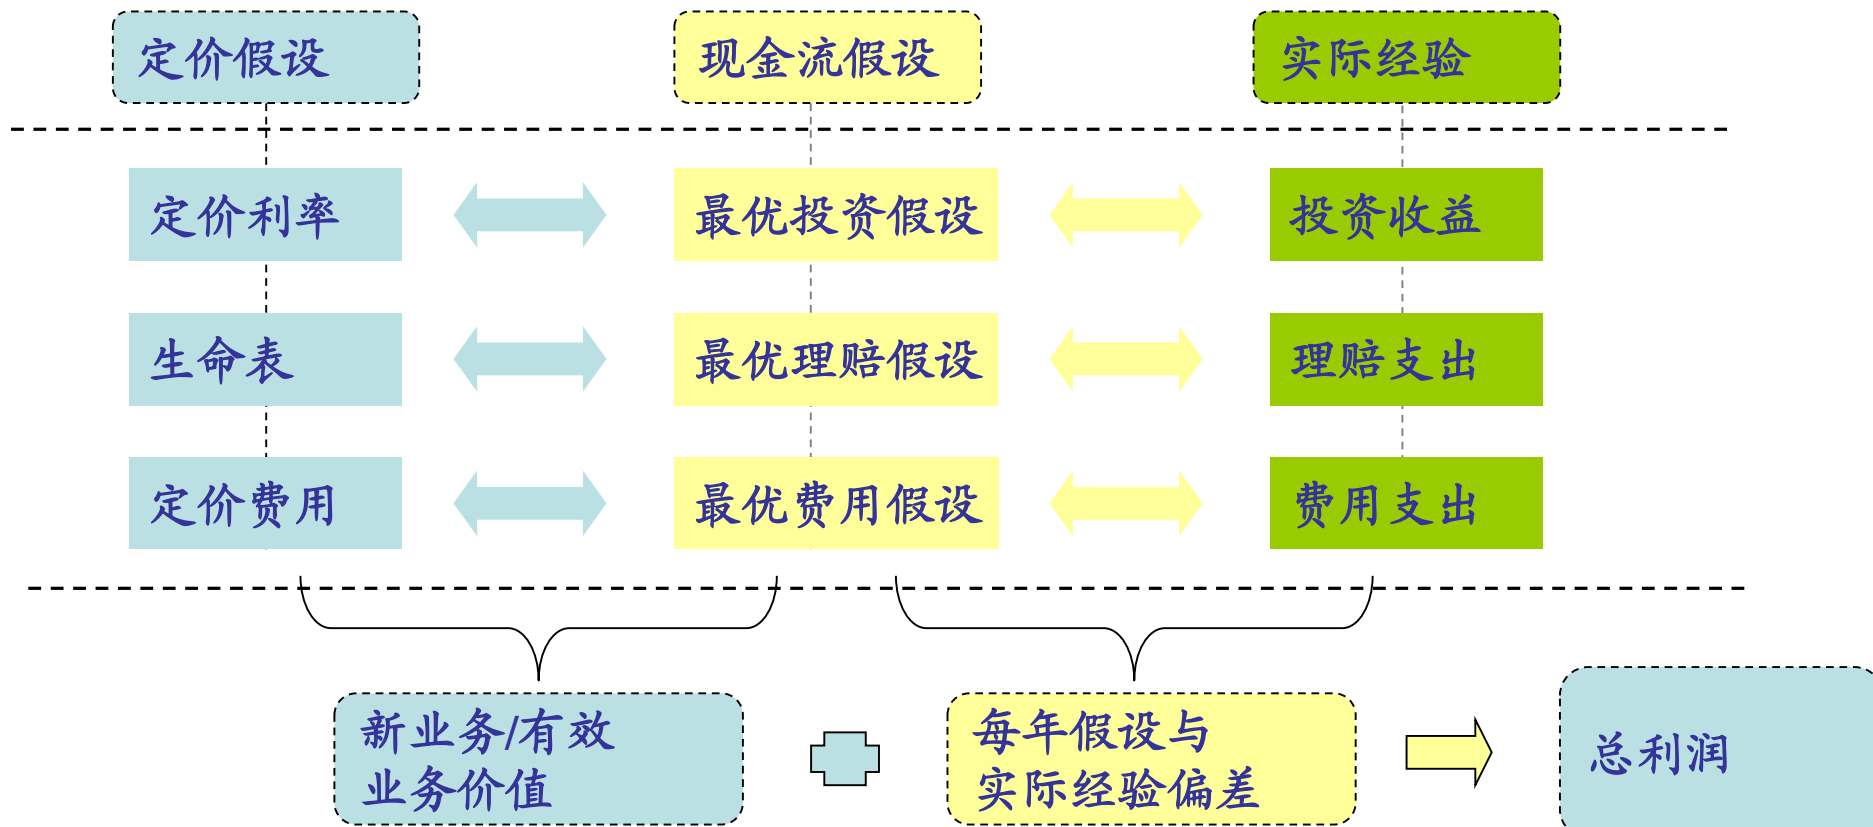 定价假设
现金流假设
实际经验
定价利率
最优投资假设
投资收益
生命表
最优理赔假设
理赔支出
定价费用
最优费用假设
费用支出
新业务/有效
业务价值
每年假设与
实际经验偏差
总利润